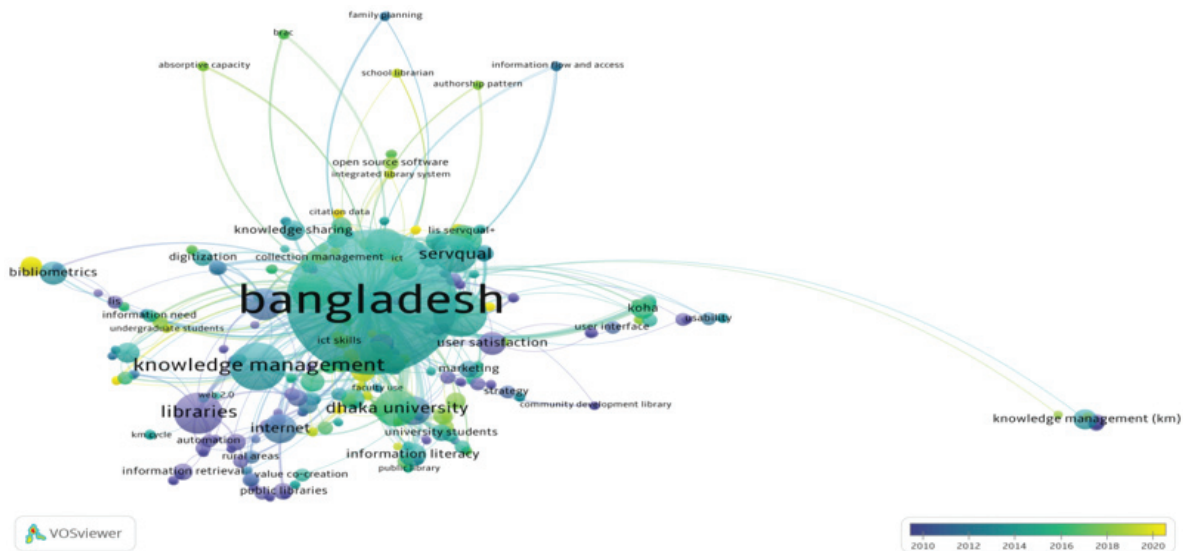 family planning
brac
absorptive capacity
school librarian
information flow and access
authorship pattern
open source software
integrated library system
citation data
knowledge sharing
lis servqual+
digitization
collection management
ict
servqual
bibliometrics
bangladesh
lis
information need
undergraduate students
koha
usability
user interface
ict skills
user satisfaction
knowledge management
marketing
faculty use
strategy
web 2.0
community development library
libraries
dhaka university
knowledge management (km)
km cycle
automation
internet
university students
rural areas
information literacy
information retrieval
value co-creation
public library
public libraries
VOSviewer
2010 2012 2014 2016 2018 2020